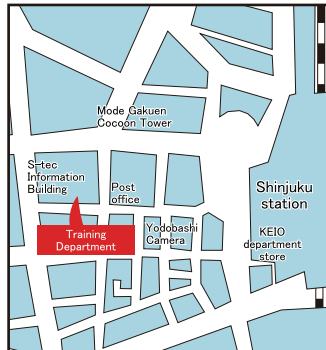 Mode Gakuen
Cocoon Tower
S-tec
Information
Building
Post
office
Shinjuku
station
Training
Department
Yodobashi
Camera
KEIO
department
store